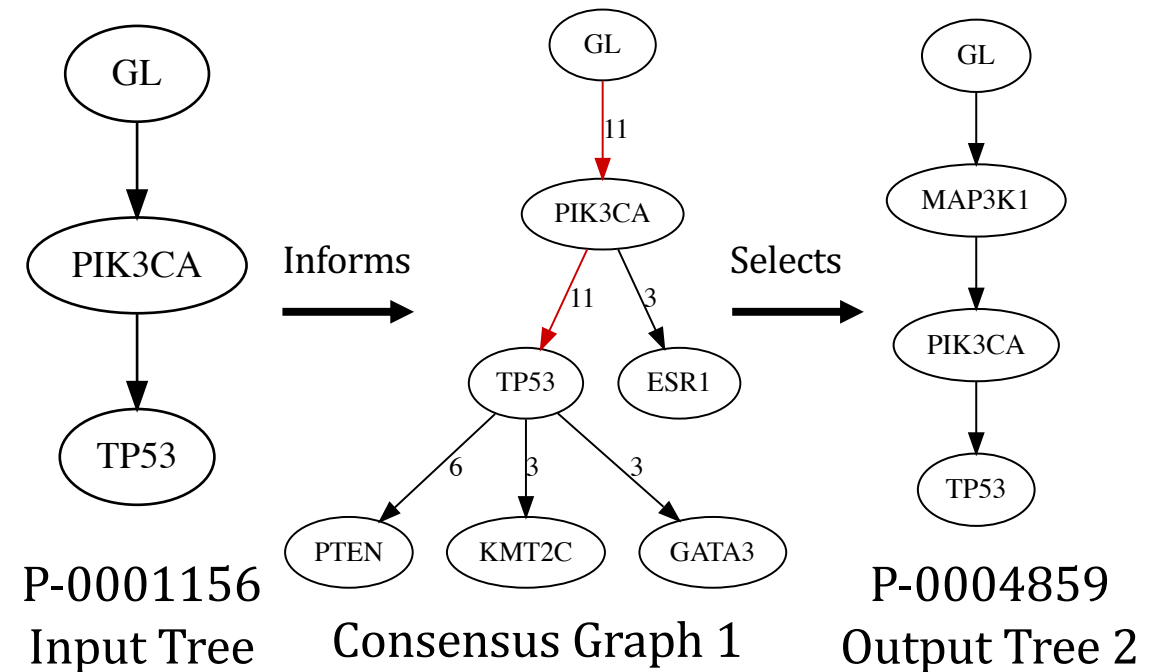 GL
PIK3CA
TP53
P-0001156
Input Tree
Informs
GL
11
PIK3CA
11
3
TP53
ESR1
6
3
3
PTEN
KMT2C
GATA3
Consensus Graph 1
Selects
GL
MAP3K1
PIK3CA
TP53
P-0004859
Output Tree 2